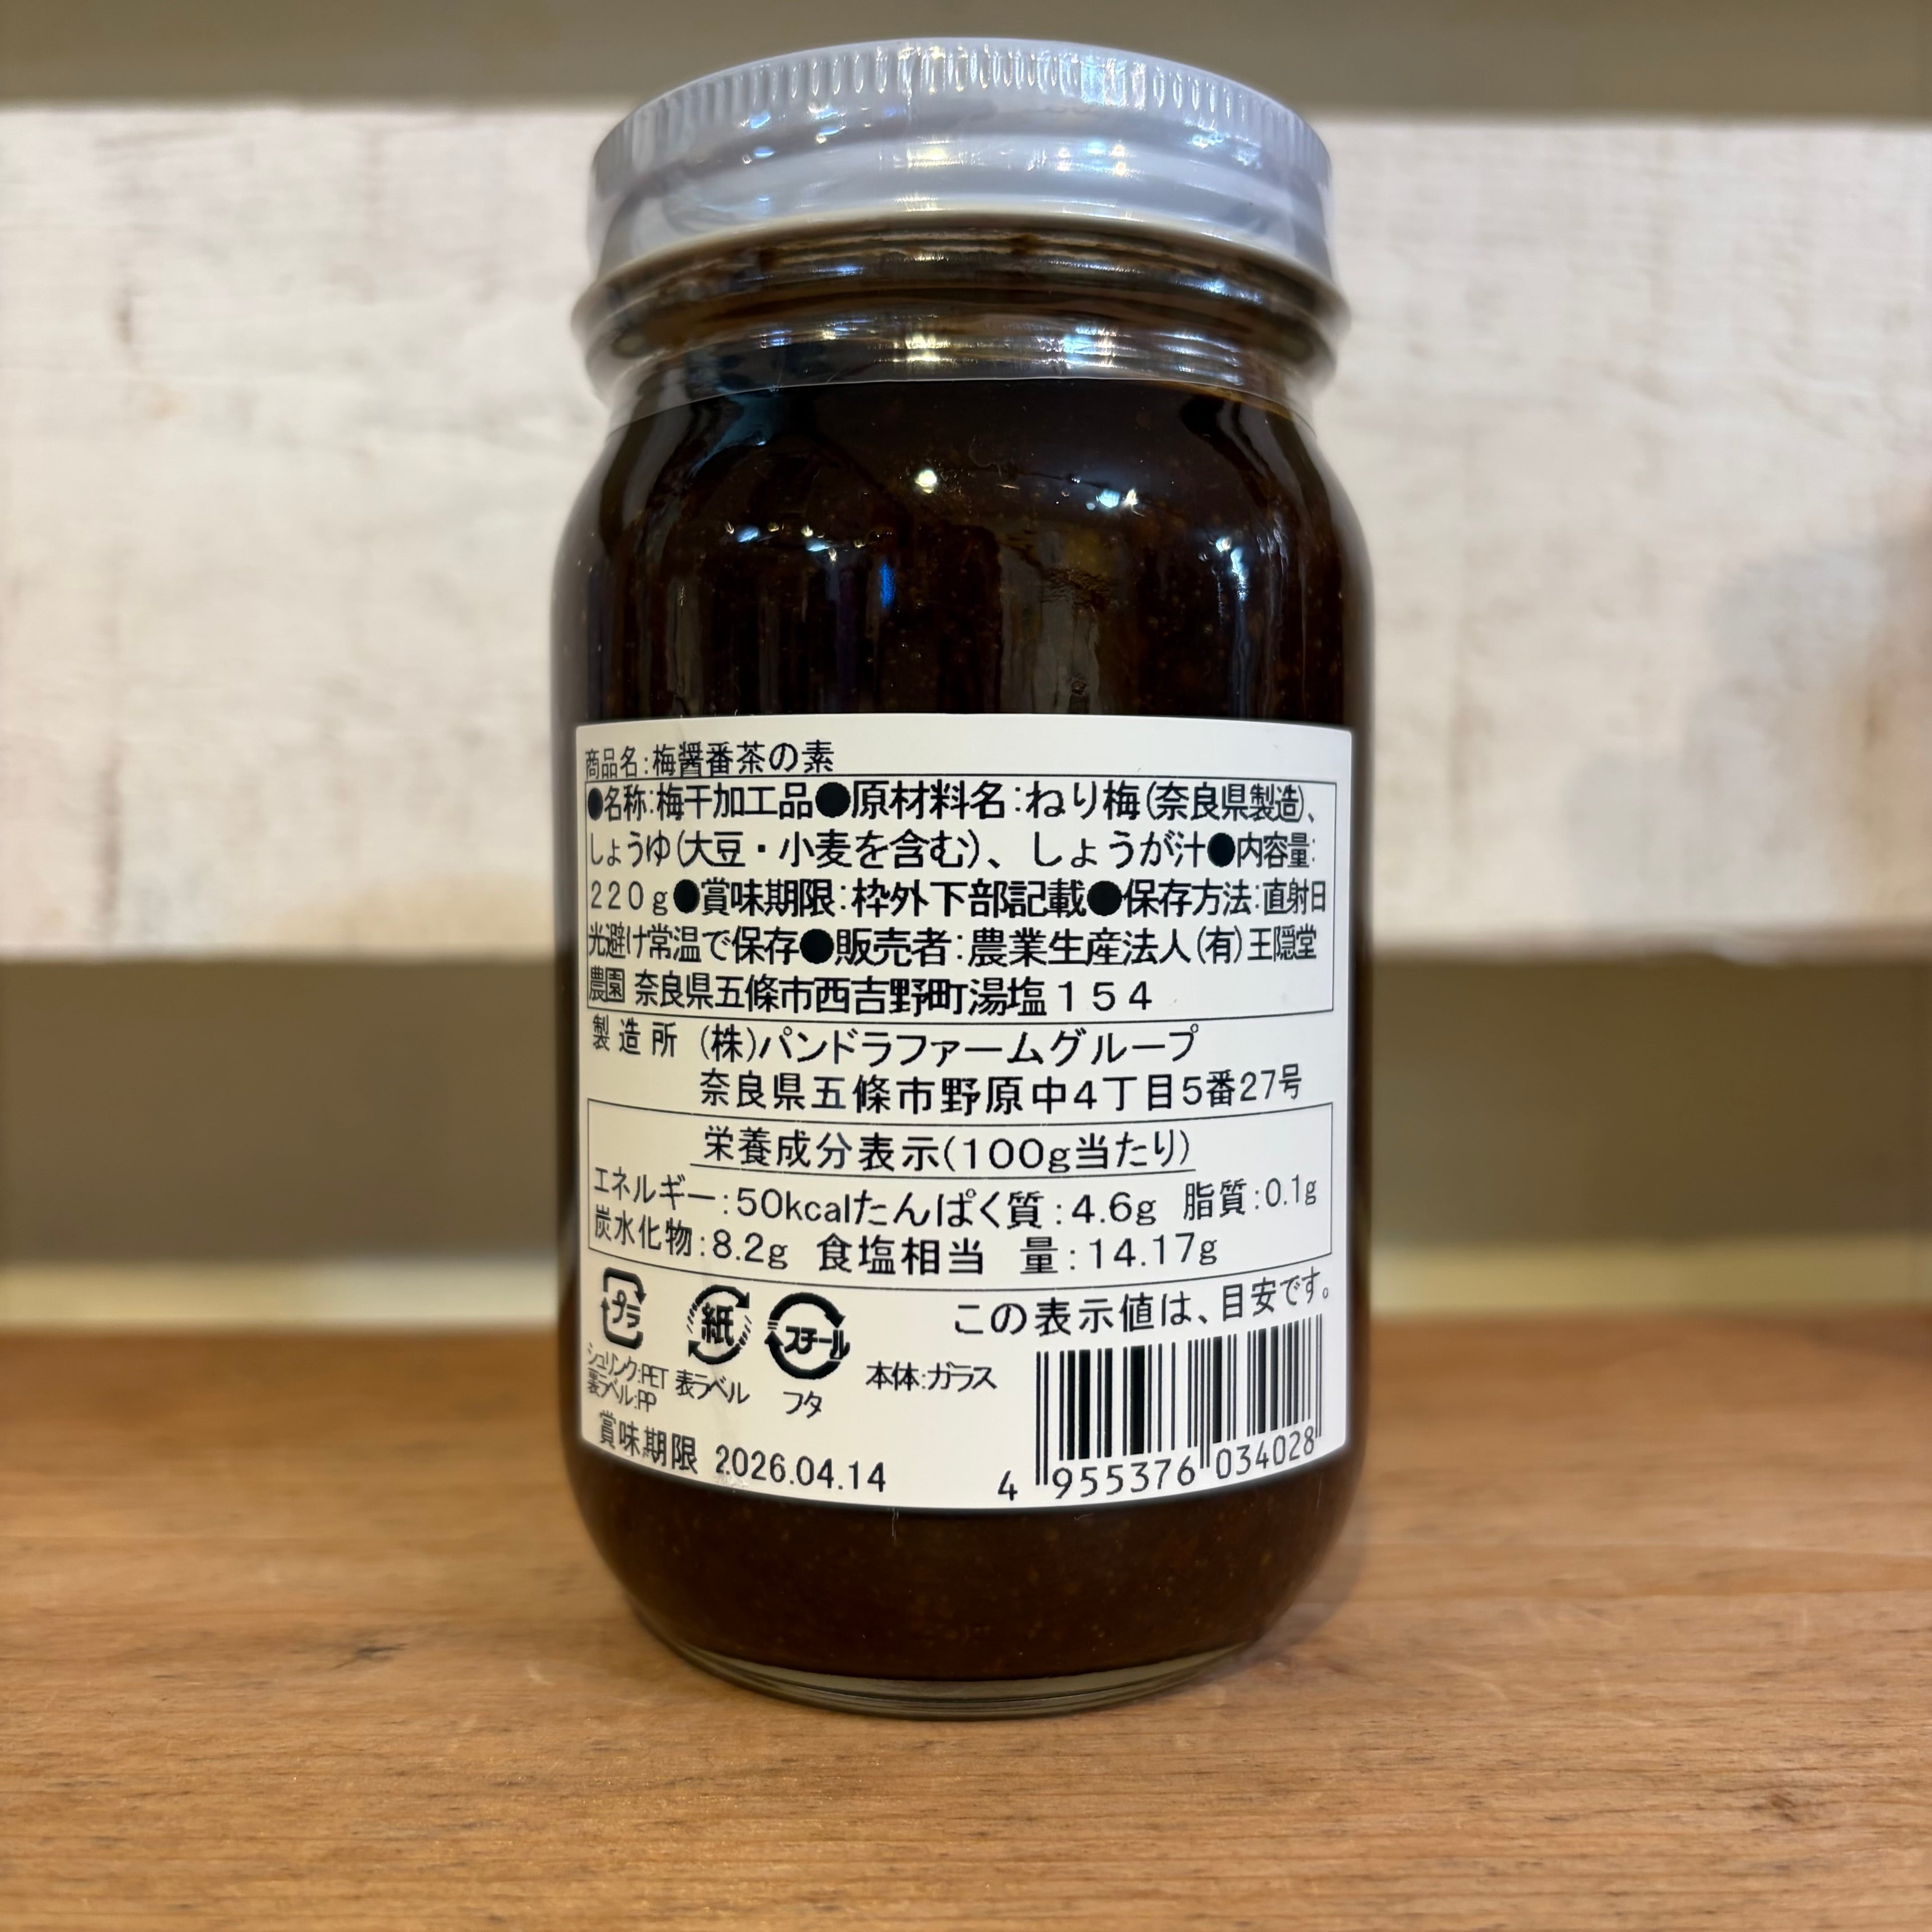 商品名:梅醤番茶の素
●名称:梅干加工品●原材料名:ねり梅(奈良県製造)、
しょうゆ(大豆・小麦を含む)、しょうが汁●内容量:
220g●賞味期限:枠外下部記載●保存方法:直射日
光避け常温で保存●販売者:農業生産法人(有)王隠堂
農園 奈良県五條市西吉野町湯塩154
製造所 (株)パンドラファームグループ
奈良県五條市野原中4丁目5番27号
栄養成分表示(100g当たり)
エネルギー:50kcalたんぱく質:4.6g 脂質:0.1g
炭水化物:8.2g 食塩相当 量:14.17g
この表示値は、目安です。
プラ
紙
スチール
シュリンク:PET
裏ラベル:PP
表ラベル
フタ
本体:ガラス
賞味期限 2026.04.14
4 955376 034028